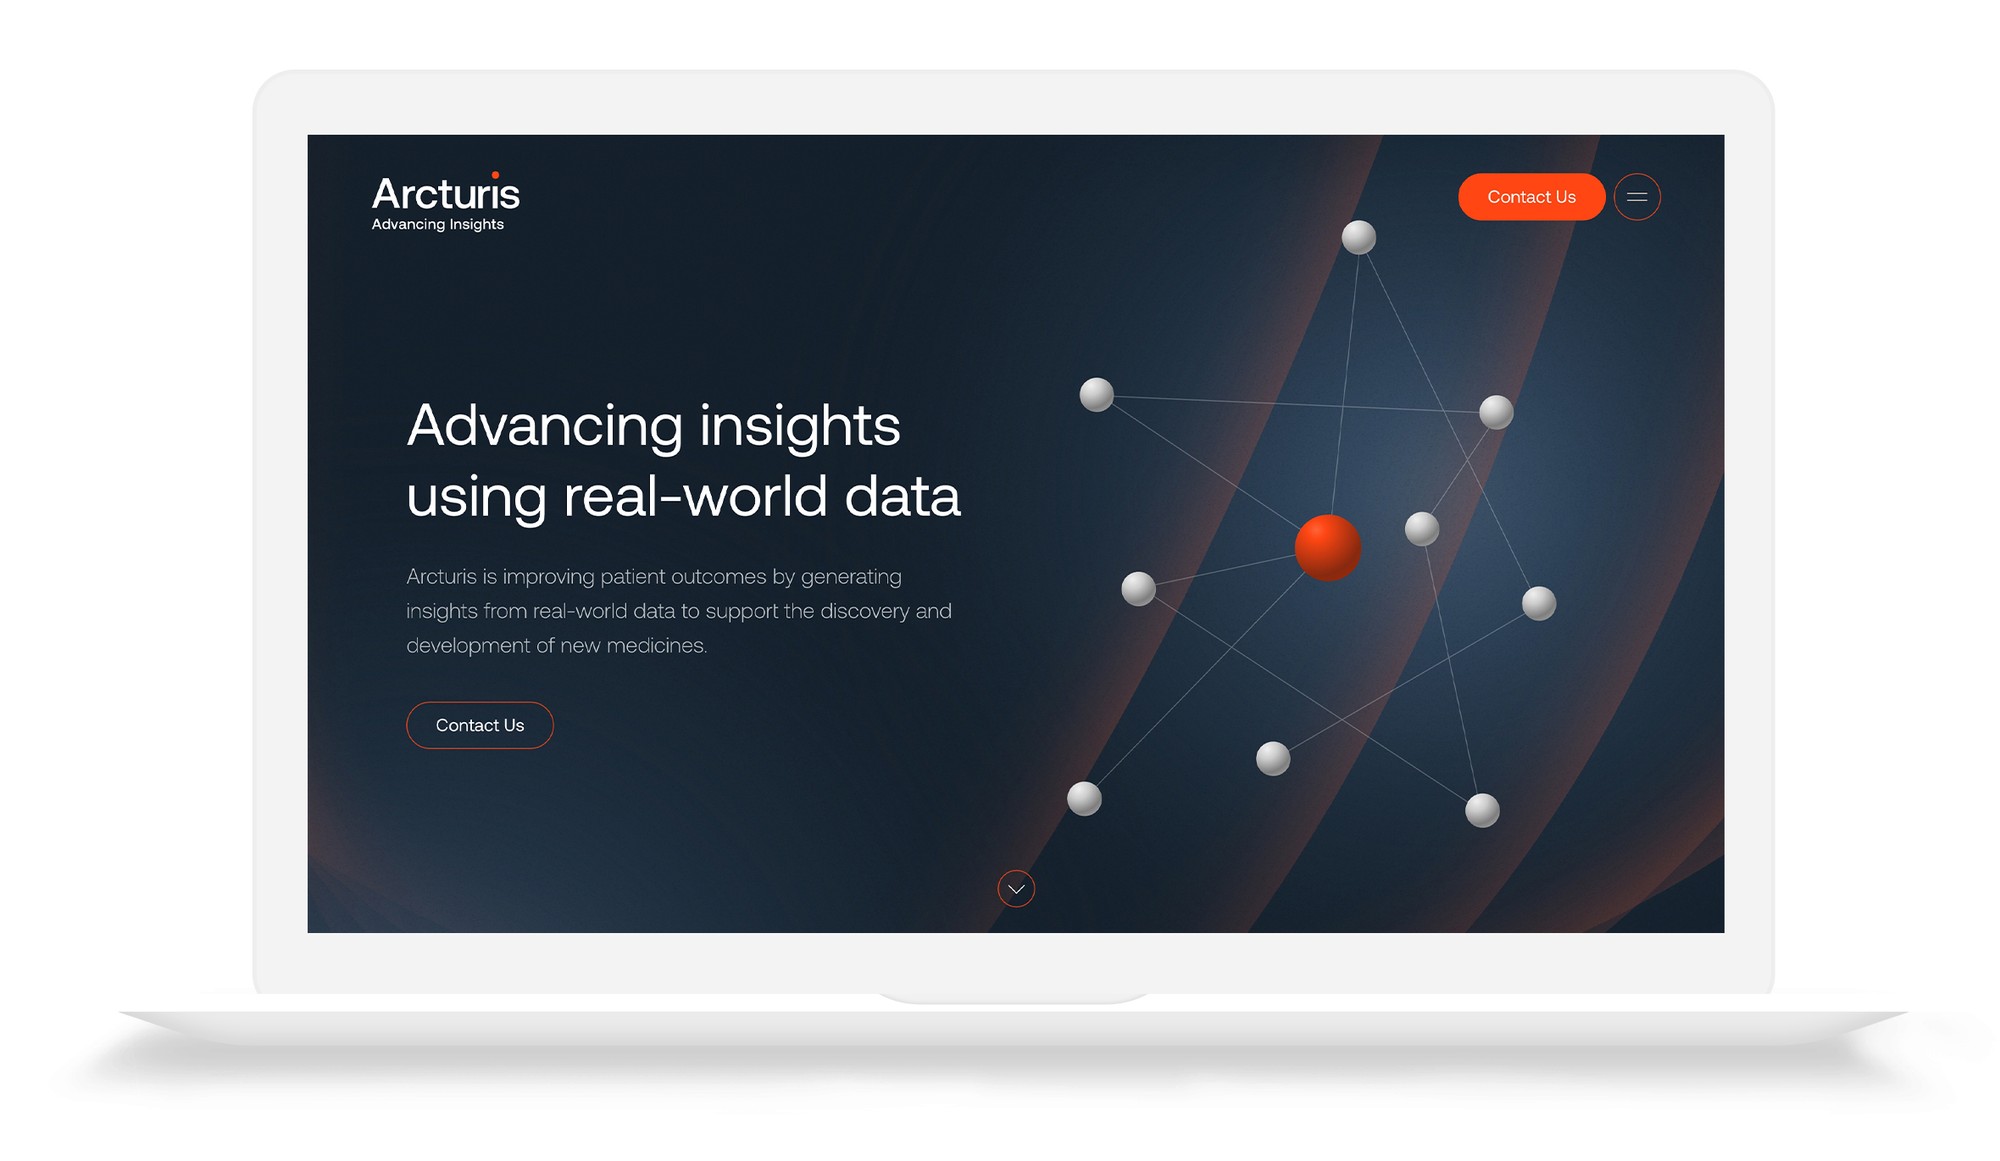 Arcturis
Advancing Insights
Contact Us
Advancing insights
using real-world data
Arcturis is improving patient outcomes by generating
insights from real-world data to support the discovery and
development of new medicines.
Contact Us